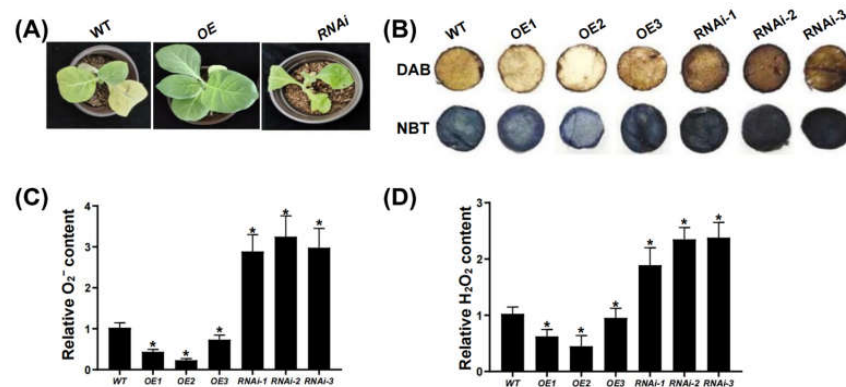 (A)
WT
OE
RNAi
(B)
WT
OE1
OE2
OE3
RNAi-1
RNAi-2
RNAi-3
DAB
NBT
(C)
Relative O₂⁻ content
4
3
2
1
0
*
*
*
*
*
*
WT
OE1
OE2
OE3
RNAi-1
RNAi-2
RNAi-3
(D)
Relative H₂O₂ content
3
2
1
0
*
*
*
*
*
*
WT
OE1
OE2
OE3
RNAi-1
RNAi-2
RNAi-3